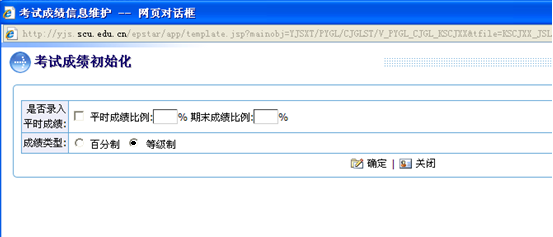 考试成绩信息维护 -- 网页对话框
http://yjs.scu.edu.cn/epstar/app/template.jsp?mainobj=YJSXT/PYGL/CJGLST/V_PYGL_CJGL_KSCJXX&tfile=KSCJXX_JSL
考试成绩初始化
是否录入
平时成绩: 平时成绩比例: % 期末成绩比例: %
成绩类型: 百分制 等级制
确定 | 关闭